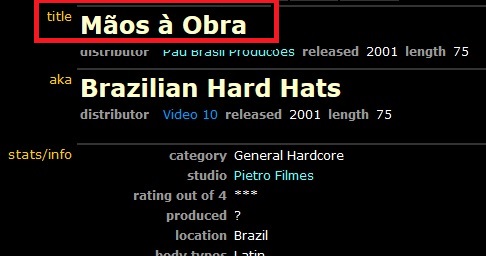 title Mãos à Obra
distributor Pau Brasil Producoes released 2001 length 75
aka Brazilian Hard Hats
distributor Video 10 released 2001 length 75
stats/info category General Hardcore
studio Pietro Filmes
rating out of 4 ***
produced ?
location Brazil
body types Latin